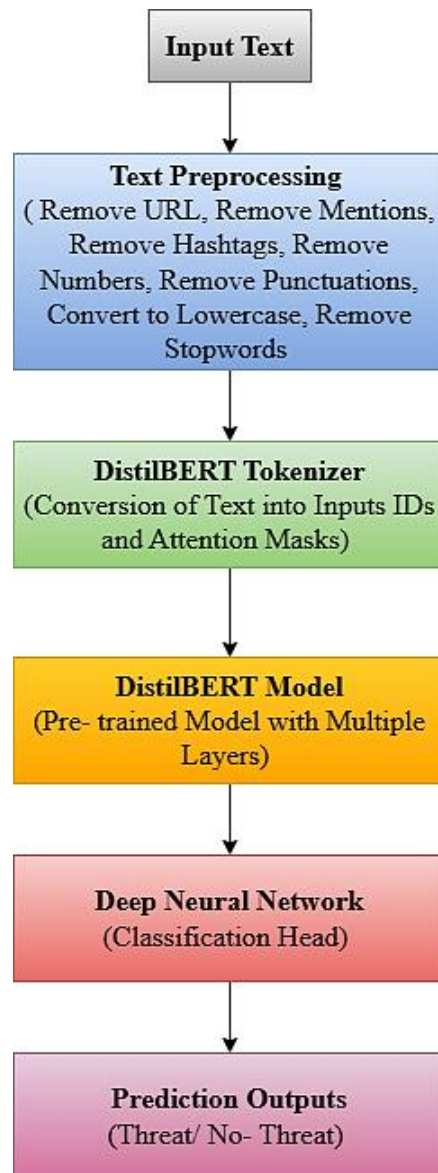 Input Text
Text Preprocessing
( Remove URL, Remove Mentions,
Remove Hashtags, Remove
Numbers, Remove Punctuations,
Convert to Lowercase, Remove
Stopwords
DistilBERT Tokenizer
(Conversion of Text into Inputs IDs
and Attention Masks)
DistilBERT Model
(Pre- trained Model with Multiple
Layers)
Deep Neural Network
(Classification Head)
Prediction Outputs
(Threat/ No- Threat)